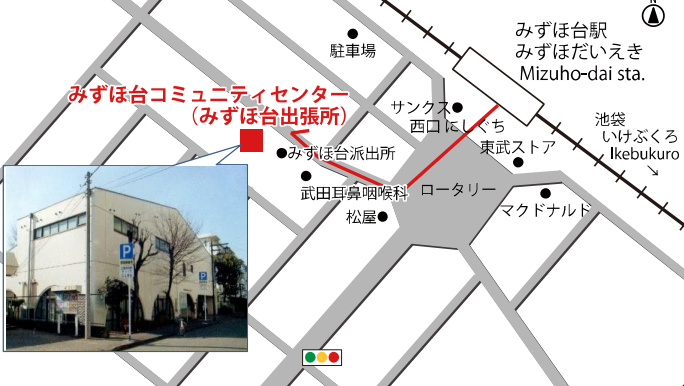 N
みずほ台駅
みずほだいえき
Mizuho-dai sta.
駐車場
みずほ台コミュニティセンター
（みずほ台出張所）
サンクス
西口 にしぐち
池袋
いけぶくろ
Ikebukuro
東武ストア
みずほ台派出所
武田耳鼻咽喉科
ロータリー
松屋
マクドナルド
P
P